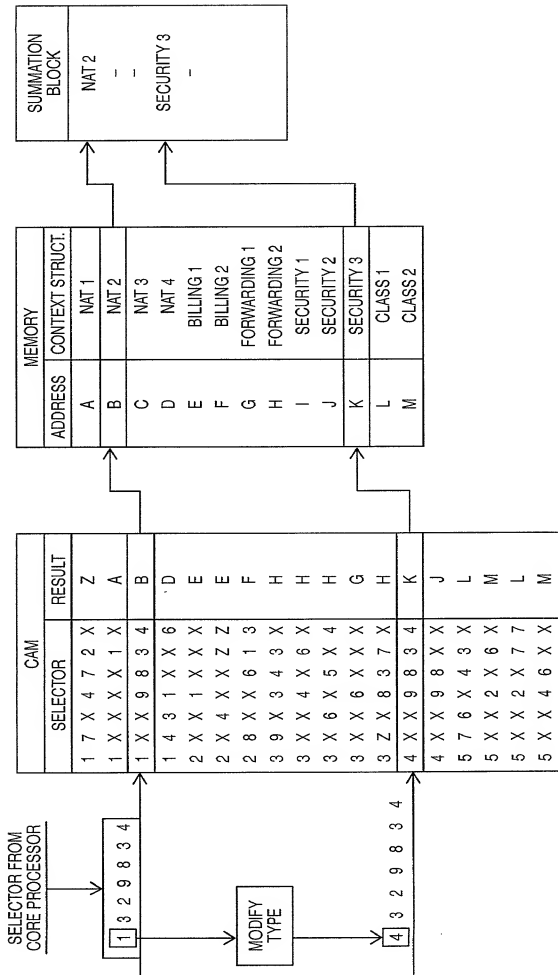 SELECTOR FROM
CORE PROCESSOR
1 3 2 9 8 3 4
MODIFY
TYPE
4 3 2 9 8 3 4
CAM
SELECTOR RESULT
1 7 X 4 7 2 X Z
1 X X X X 1 X A
1 X X 9 8 3 4 B
1 4 3 1 X X 6 D
2 X X 1 X X X E
2 X 4 X X Z Z E
2 8 X X 6 1 3 F
3 9 X 3 4 3 X H
3 X X 4 X 6 X H
3 X 6 X 5 X 4 H
3 X X 6 X X X G
3 Z X 8 3 7 X H
4 X X 9 8 3 4 K
4 X X 9 8 X X J
5 7 6 X 4 3 X L
5 X X 2 X 6 X M
5 X X 2 X 7 7 L
5 X X 4 6 X X M
MEMORY
ADDRESS CONTEXT STRUCT.
A NAT 1
B NAT 2
C NAT 3
D NAT 4
E BILLING 1
F BILLING 2
G FORWARDING 1
H FORWARDING 2
I SECURITY 1
J SECURITY 2
K SECURITY 3
L CLASS 1
M CLASS 2
SUMMATION
BLOCK
NAT 2
-
-
SECURITY 3
-